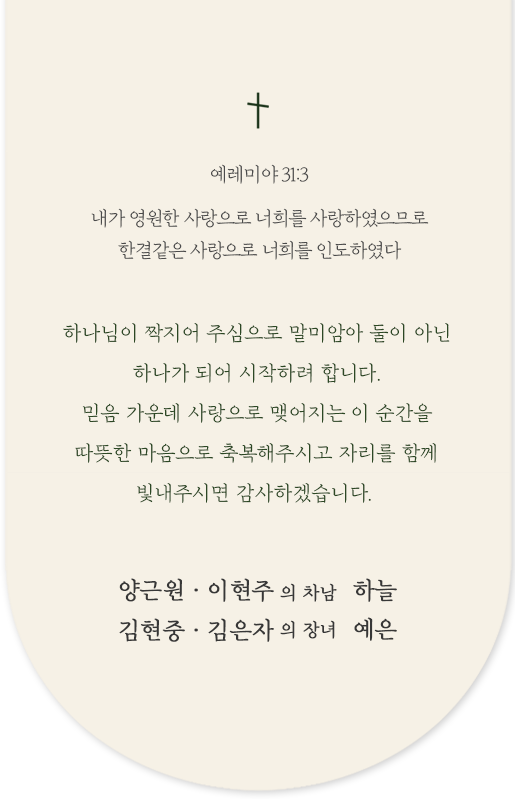 예레미야 31:3
내가 영원한 사랑으로 너희를 사랑하였으므로
한결같은 사랑으로 너희를 인도하였다
하나님이 짝지어 주심으로 말미암아 둘이 아닌
하나가 되어 시작하려 합니다.
믿음 가운데 사랑으로 맺어지는 이 순간을
따뜻한 마음으로 축복해주시고 자리를 함께
빛내주시면 감사하겠습니다.
양근원 · 이현주 의 차남 하늘
김현중 · 김은자 의 장녀 예은